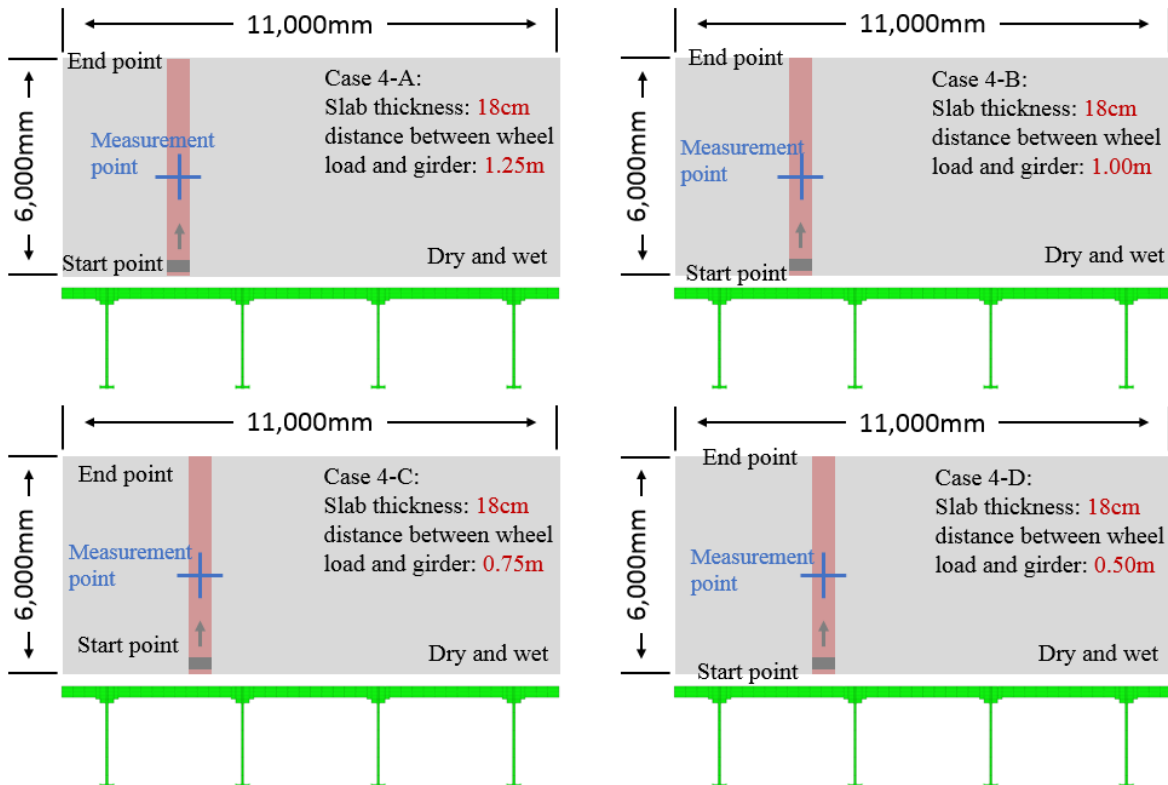 11,000mm
6,000mm
End point
Case 4-A:
Slab thickness: 18cm
distance between wheel
load and girder: 1.25m
Measurement
point
Start point
Dry and wet
11,000mm
6,000mm
End point
Case 4-B:
Slab thickness: 18cm
distance between wheel
load and girder: 1.00m
Measurement
point
Start point
Dry and wet
11,000mm
6,000mm
End point
Case 4-C:
Slab thickness: 18cm
distance between wheel
load and girder: 0.75m
Measurement
point
Start point
Dry and wet
11,000mm
6,000mm
End point
Case 4-D:
Slab thickness: 18cm
distance between wheel
load and girder: 0.50m
Measurement
point
Start point
Dry and wet